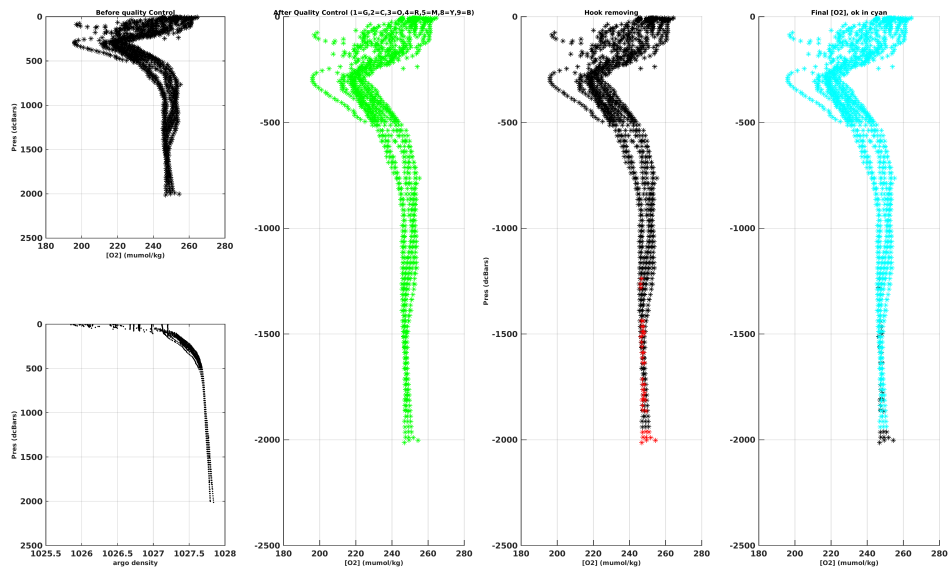 Before quality Control
0
500
1000
1500
2000
2500
180 200 220 240 260 280
[O2] (mumol/kg)
Pres (dcBars)
0
500
1000
1500
2000
2500
1025.5 1026 1026.5 1027 1027.5 1028
argo density
Pres (dcBars)
After Quality Control (1=G,2=C,3=O,4=R,5=M,8=Y,9=B)
0
-500
-1000
-1500
-2000
-2500
180 200 220 240 260 280
[O2] (mumol/kg)
Hook removing
0
-500
-1000
-1500
-2000
-2500
180 200 220 240 260 280
[O2] (mumol/kg)
Pres (dcBars)
Final [O2], ok in cyan
0
-500
-1000
-1500
-2000
-2500
180 200 220 240 260 280
[O2] (mumol/kg)